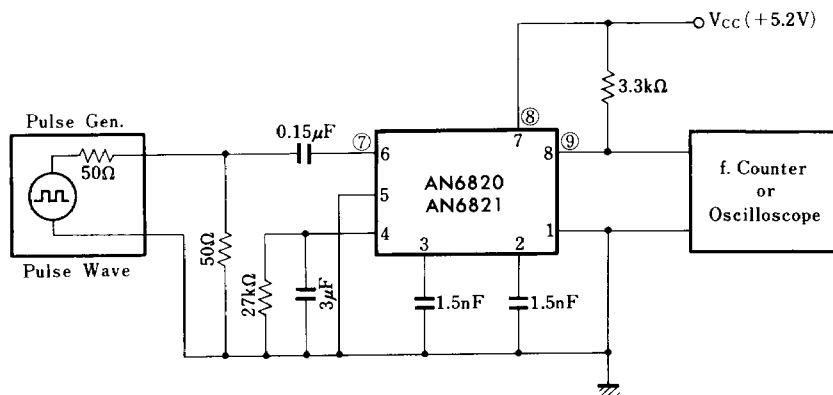 VCC (+5.2V)
3.3kΩ
Pulse Gen.
0.15μF
⑦
⑧
⑨
6
7
8
50Ω
AN6820
AN6821
f. Counter
or
Oscilloscope
5
4
3
2
1
Pulse Wave
50Ω
27kΩ
3μF
1.5nF
1.5nF